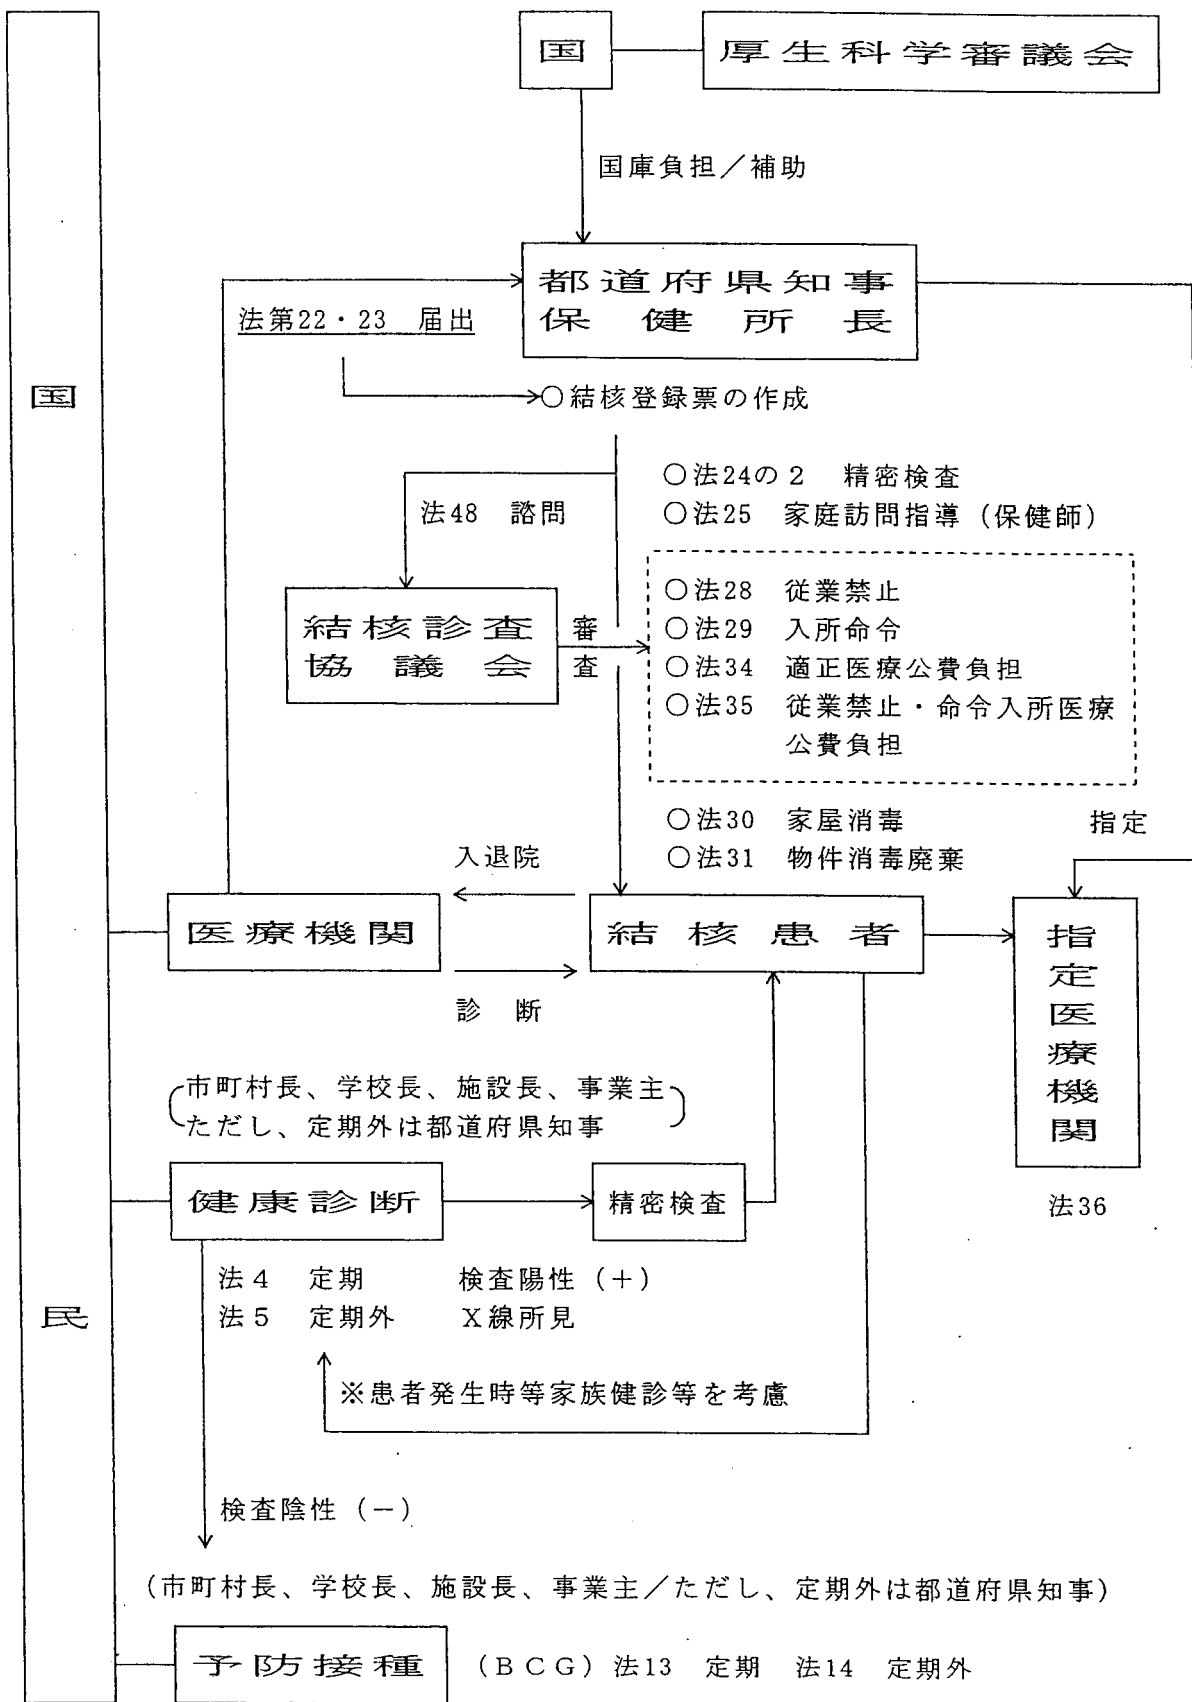 国
厚生科学審議会
国庫負担／補助
都道府県知事
保健所長
法第22・23　届出
○結核登録票の作成
○法24の２　精密検査
法48　諮問
○法25　家庭訪問指導（保健師）
結核診査
協議会
審
査
○法28　従業禁止
○法29　入所命令
○法34　適正医療公費負担
○法35　従業禁止・命令入所医療
公費負担
○法30　家屋消毒
○法31　物件消毒廃棄
指定
入退院
医療機関
結核患者
指定医療機関
診　断
法36
市町村長、学校長、施設長、事業主
ただし、定期外は都道府県知事
健康診断
精密検査
法４　定期　　　検査陽性（＋）
法５　定期外　　Ｘ線所見
※患者発生時等家族健診等を考慮
検査陰性（－）
（市町村長、学校長、施設長、事業主／ただし、定期外は都道府県知事）
予防接種
（ＢＣＧ）法13　定期　法14　定期外
国民